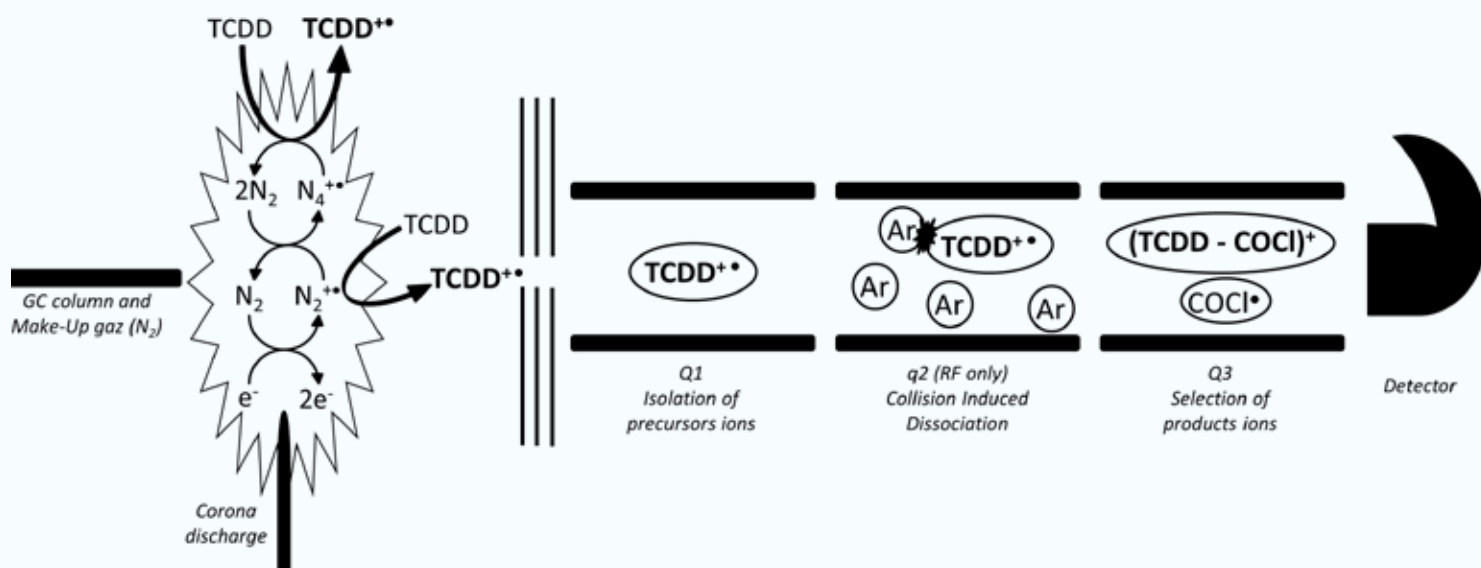 TCDD TCDD⁺•
2N₂ N₄⁺•
TCDD
TCDD⁺•
N₂ N₂⁺•
GC column and
Make-Up gaz (N₂)
e⁻ 2e⁻
Corona
discharge
TCDD⁺•
Q1
Isolation of
precursors ions
Ar
TCDD⁺•
Ar
Ar
Ar
q2 (RF only)
Collision Induced
Dissociation
(TCDD - COCl)⁺
COCl•
Q3
Selection of
products ions
Detector